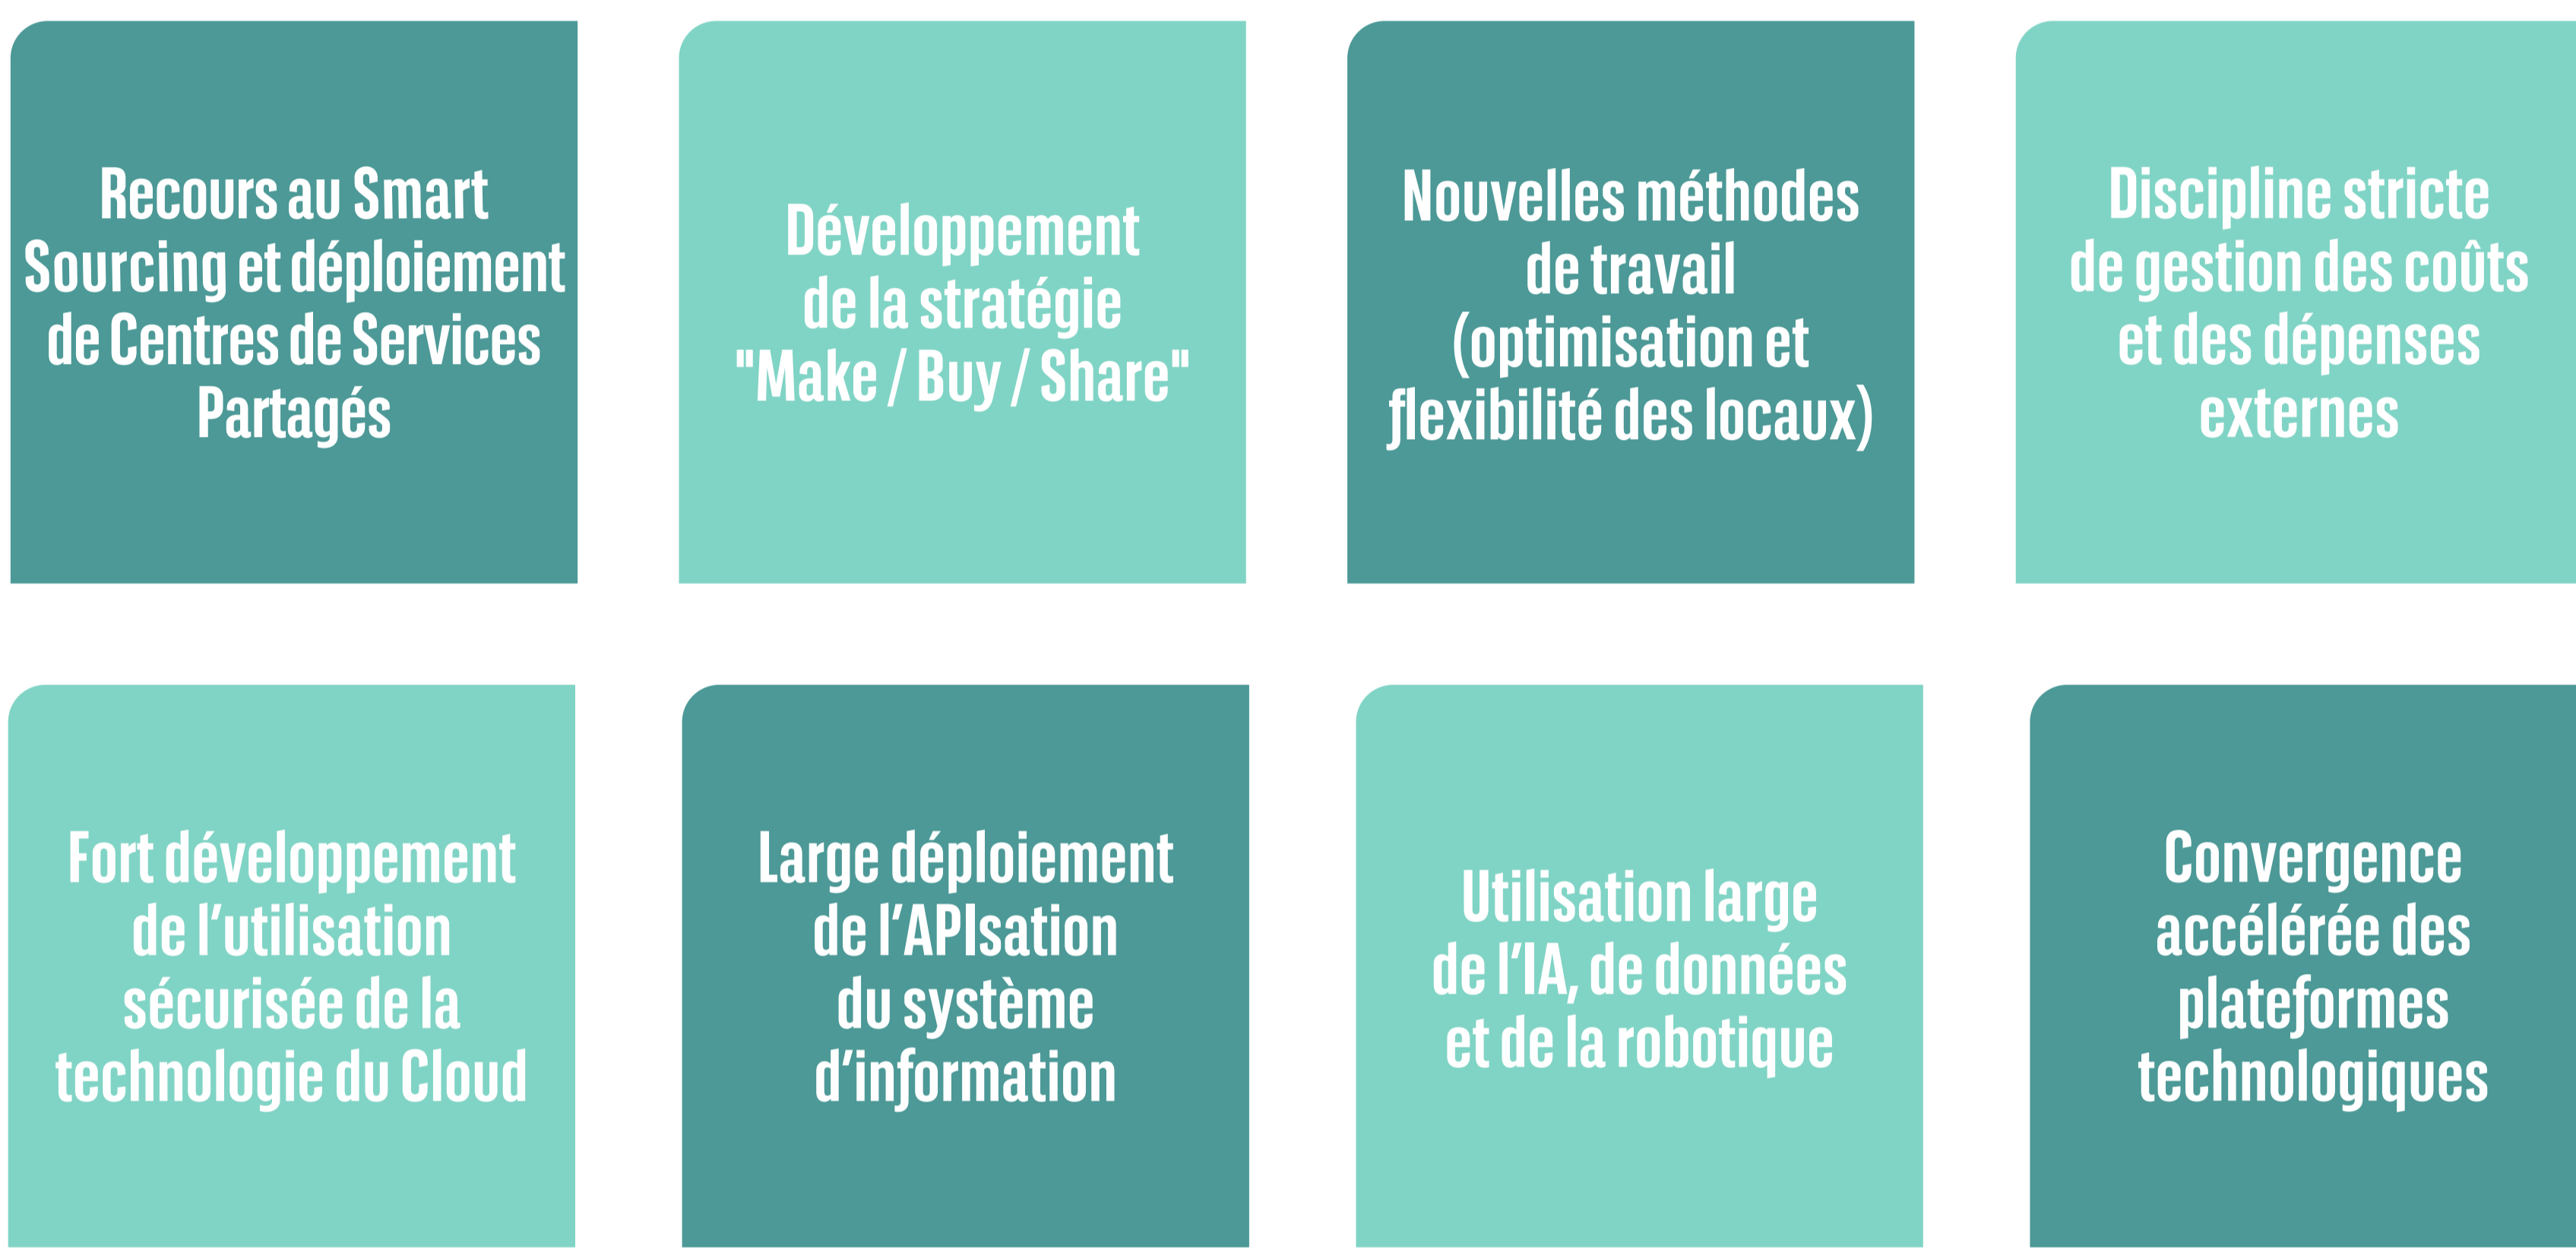 Recours au Smart
Sourcing et déploiement
de Centres de Services
Partagés
Développement
de la stratégie
"Make / Buy / Share"
Nouvelles méthodes
de travail
(optimisation et
flexibilité des locaux)
Discipline stricte
de gestion des coûts
et des dépenses
externes
Fort développement
de l'utilisation
sécurisée de la
technologie du Cloud
Large déploiement
de l'APIsation
du système
d'information
Utilisation large
de l'IA, de données
et de la robotique
Convergence
accélérée des
plateformes
technologiques